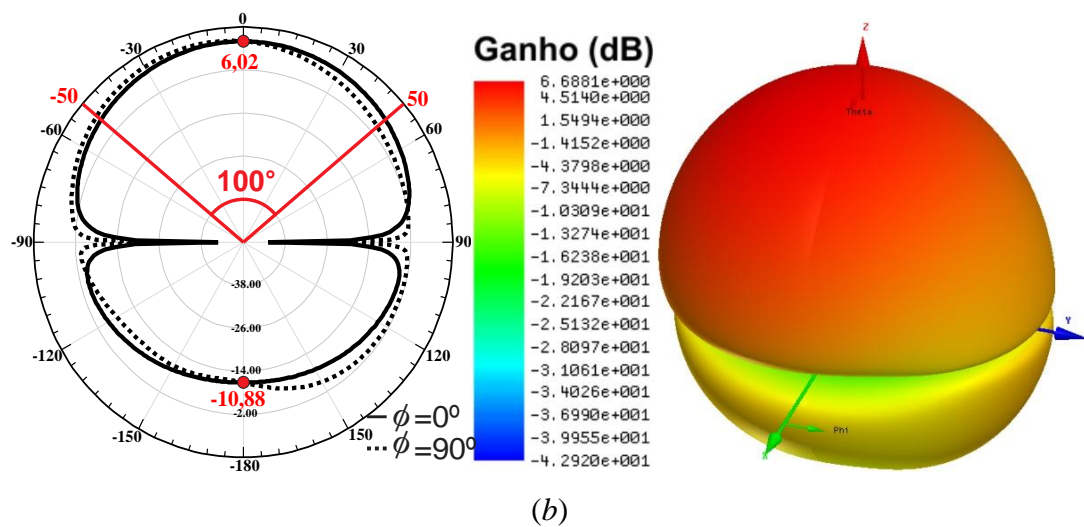 0
-30
30
6,02
-50
50
-60
60
100°
-90
90
-38.00
-26.00
-120
120
-14.00
-10,88
-2.00
-150
150
-180
ϕ=0º
ϕ=90º
Ganho (dB)
6.6881e+000
4.5140e+000
1.5494e+000
-1.4152e+000
-4.3798e+000
-7.3444e+000
-1.0309e+001
-1.3274e+001
-1.6238e+001
-1.9203e+001
-2.2167e+001
-2.5132e+001
-2.8097e+001
-3.1061e+001
-3.4026e+001
-3.6990e+001
-3.9955e+001
-4.2920e+001
Z
Theta
Y
Phi
X
(b)